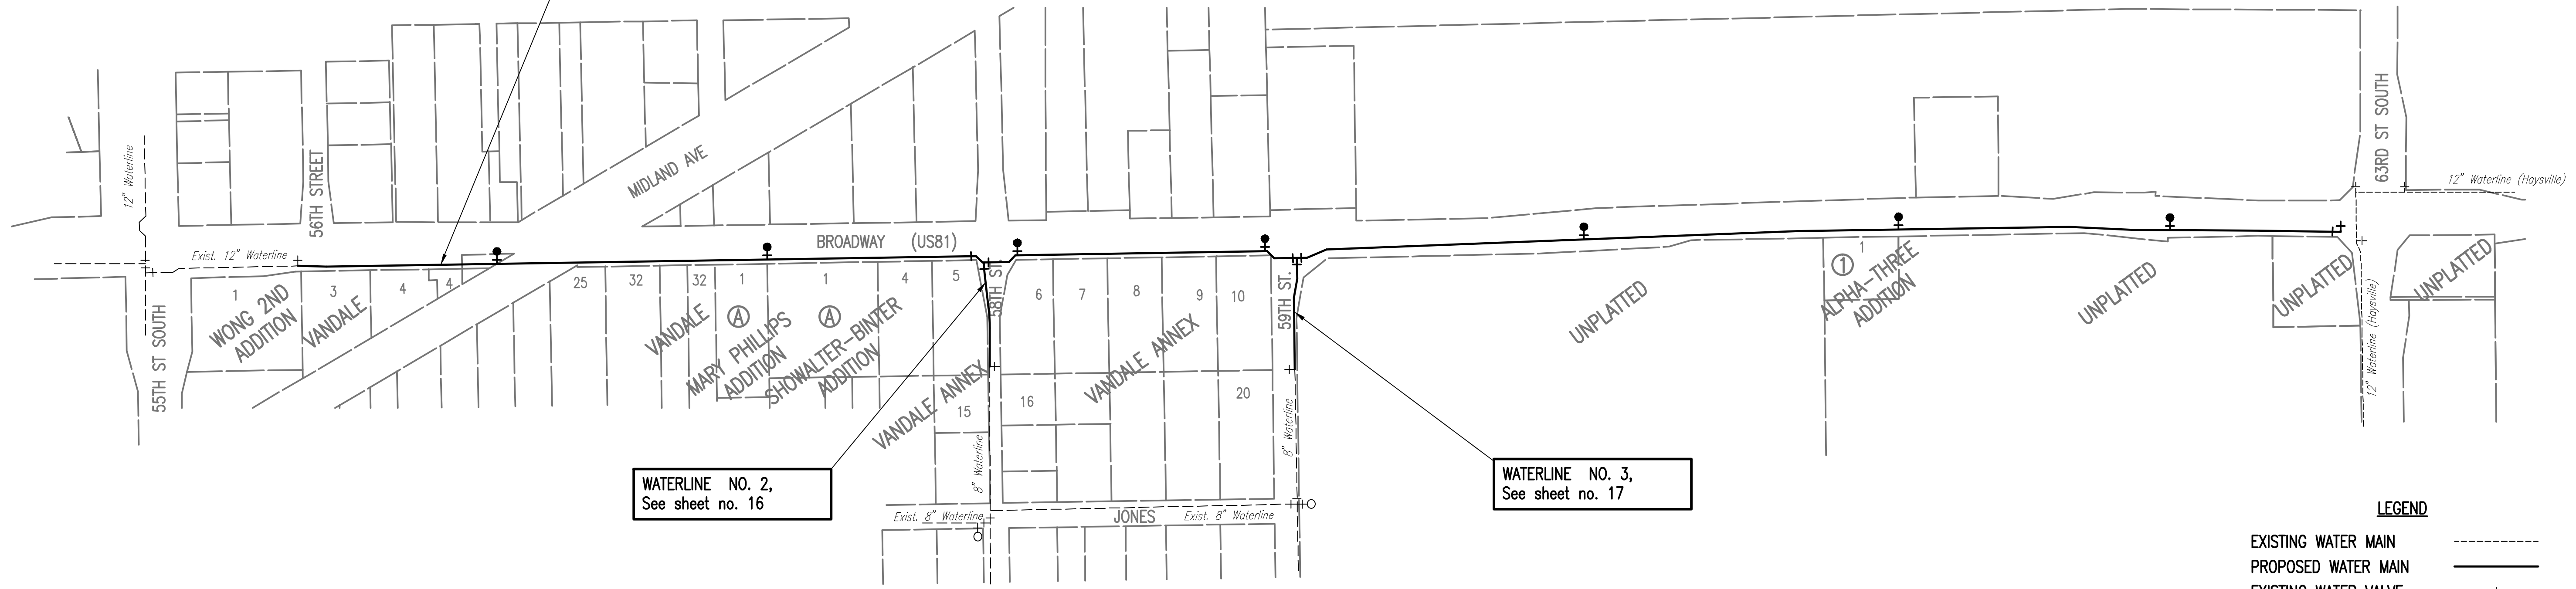 12" Waterline
Exist. 12" Waterline
55TH ST SOUTH
56TH STREET
MIDLAND AVE
BROADWAY (US81)
1
WONG 2ND
ADDITION
3
VANDALE
4
4
25
32
32
VANDALE
1
A
MARY PHILLIPS
ADDITION
1
A
SHOWALTER-BINTER
ADDITION
4
5
58TH ST.
VANDALE ANNEX
15
8" Waterline
6
7
8
9
10
VANDALE ANNEX
16
20
59TH ST.
8" Waterline
Exist. 8" Waterline
JONES
Exist. 8" Waterline
WATERLINE NO. 2,
See sheet no. 16
WATERLINE NO. 3,
See sheet no. 17
UNPLATTED
1
1
ALPHA-THREE
ADDITION
UNPLATTED
UNPLATTED
UNPLATTED
63RD ST SOUTH
12" Waterline (Haysville)
12" Waterline (Haysville)
LEGEND
EXISTING WATER MAIN
PROPOSED WATER MAIN
EXISTING WATER VALVE